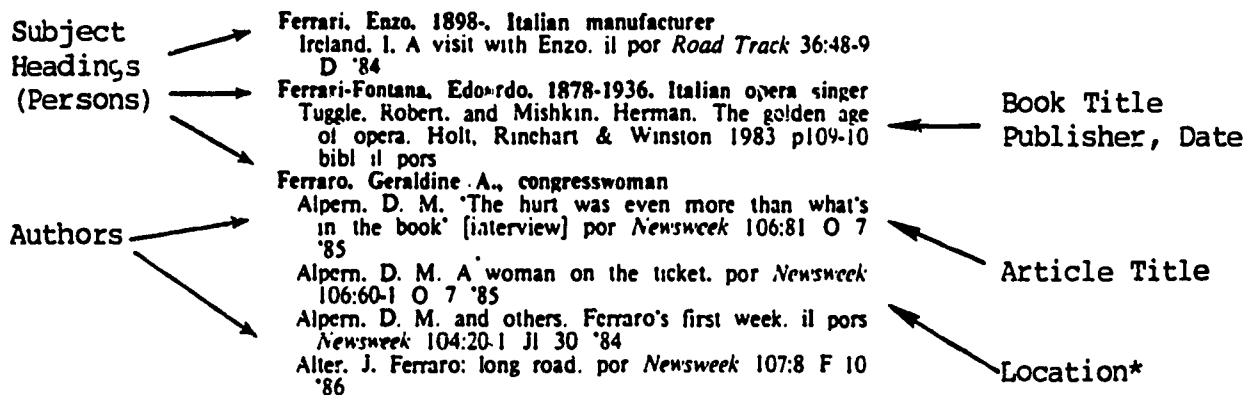 Subject
Headings
(Persons)
Authors
Ferrari, Enzo, 1898-. Italian manufacturer
Ireland, I. A visit with Enzo. il por Road Track 36:48-9
D '84
Ferrari-Fontana, Edoardo, 1878-1936. Italian opera singer
Tuggle, Robert, and Mishkin, Herman. The golden age
of opera. Holt, Rinehart & Winston 1983 p109-10
bibl il pors
Ferraro, Geraldine A., congresswoman
Alpern, D. M. 'The hurt was even more than what's
in the book' [interview] por Newsweek 106:81 O 7
'85
Alpern, D. M. A woman on the ticket. por Newsweek
106:60-1 O 7 '85
Alpern, D. M. and others. Ferraro's first week. il pors
Newsweek 104:20-1 Jl 30 '84
Alter, J. Ferraro: long road. por Newsweek 107:8 F 10
'86
Book Title
Publisher, Date
Article Title
Location*